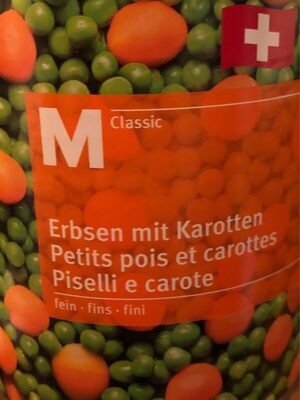 M Classic
Erbsen mit Karotten
Petits pois et carottes
Piselli e carote
fein · fins · fini